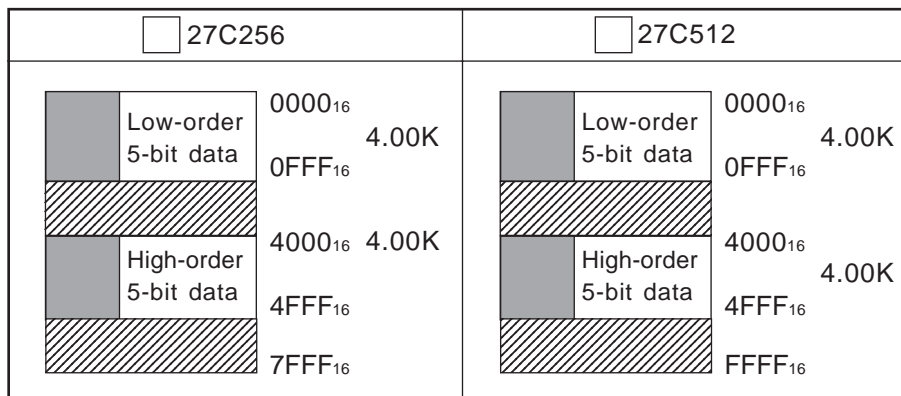 27C256
Low-order
5-bit data
0000₁₆
4.00K
0FFF₁₆
High-order
5-bit data
4000₁₆ 4.00K
4FFF₁₆
7FFF₁₆
27C512
Low-order
5-bit data
0000₁₆
4.00K
0FFF₁₆
High-order
5-bit data
4000₁₆
4.00K
4FFF₁₆
FFFF₁₆